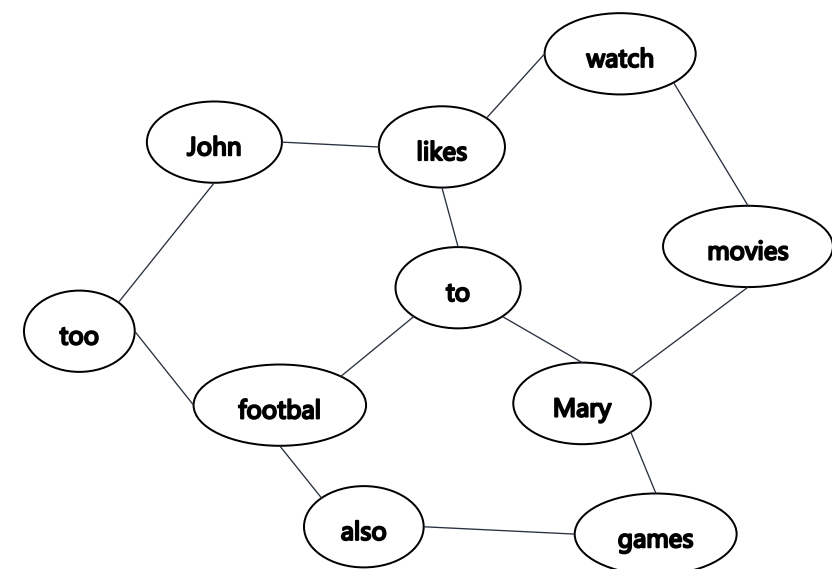 watch
John
likes
movies
to
too
footbal
Mary
also
games